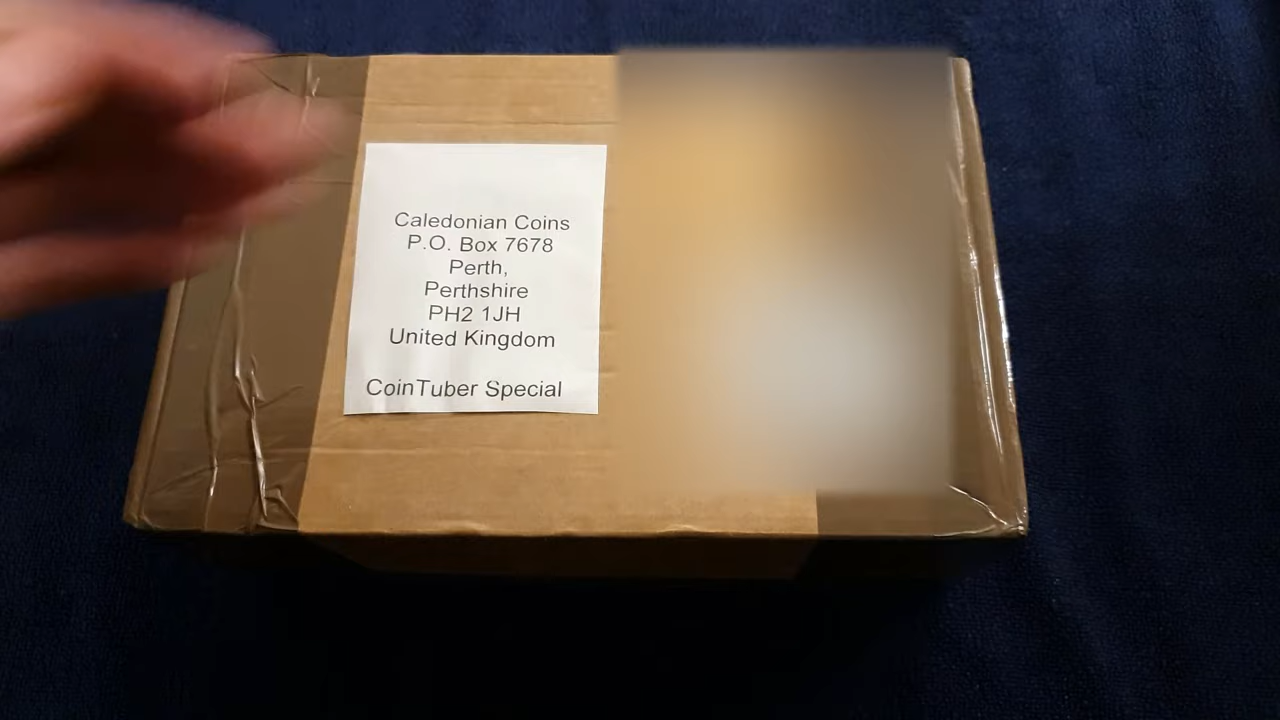 Caledonian Coins
P.O. Box 7678
Perth,
Perthshire
PH2 1JH
United Kingdom
CoinTuber Special